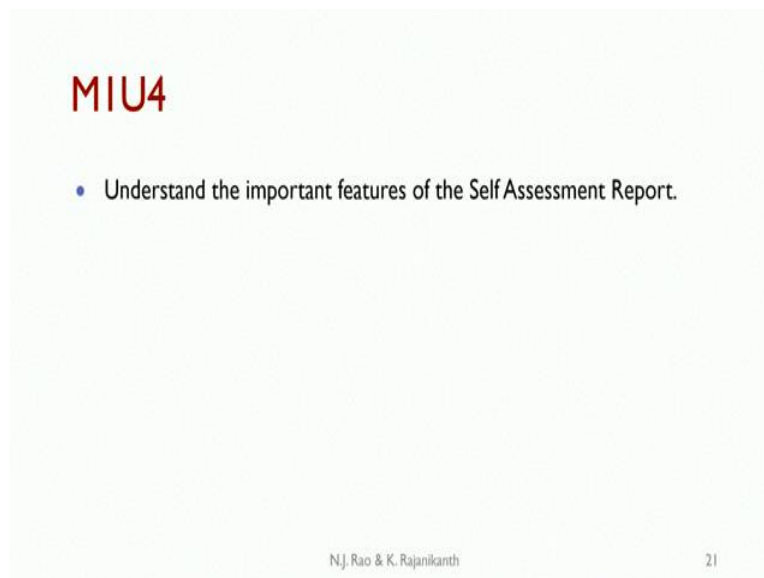 M1U4
• Understand the important features of the Self Assessment Report.
N.J. Rao & K. Rajanikanth
21